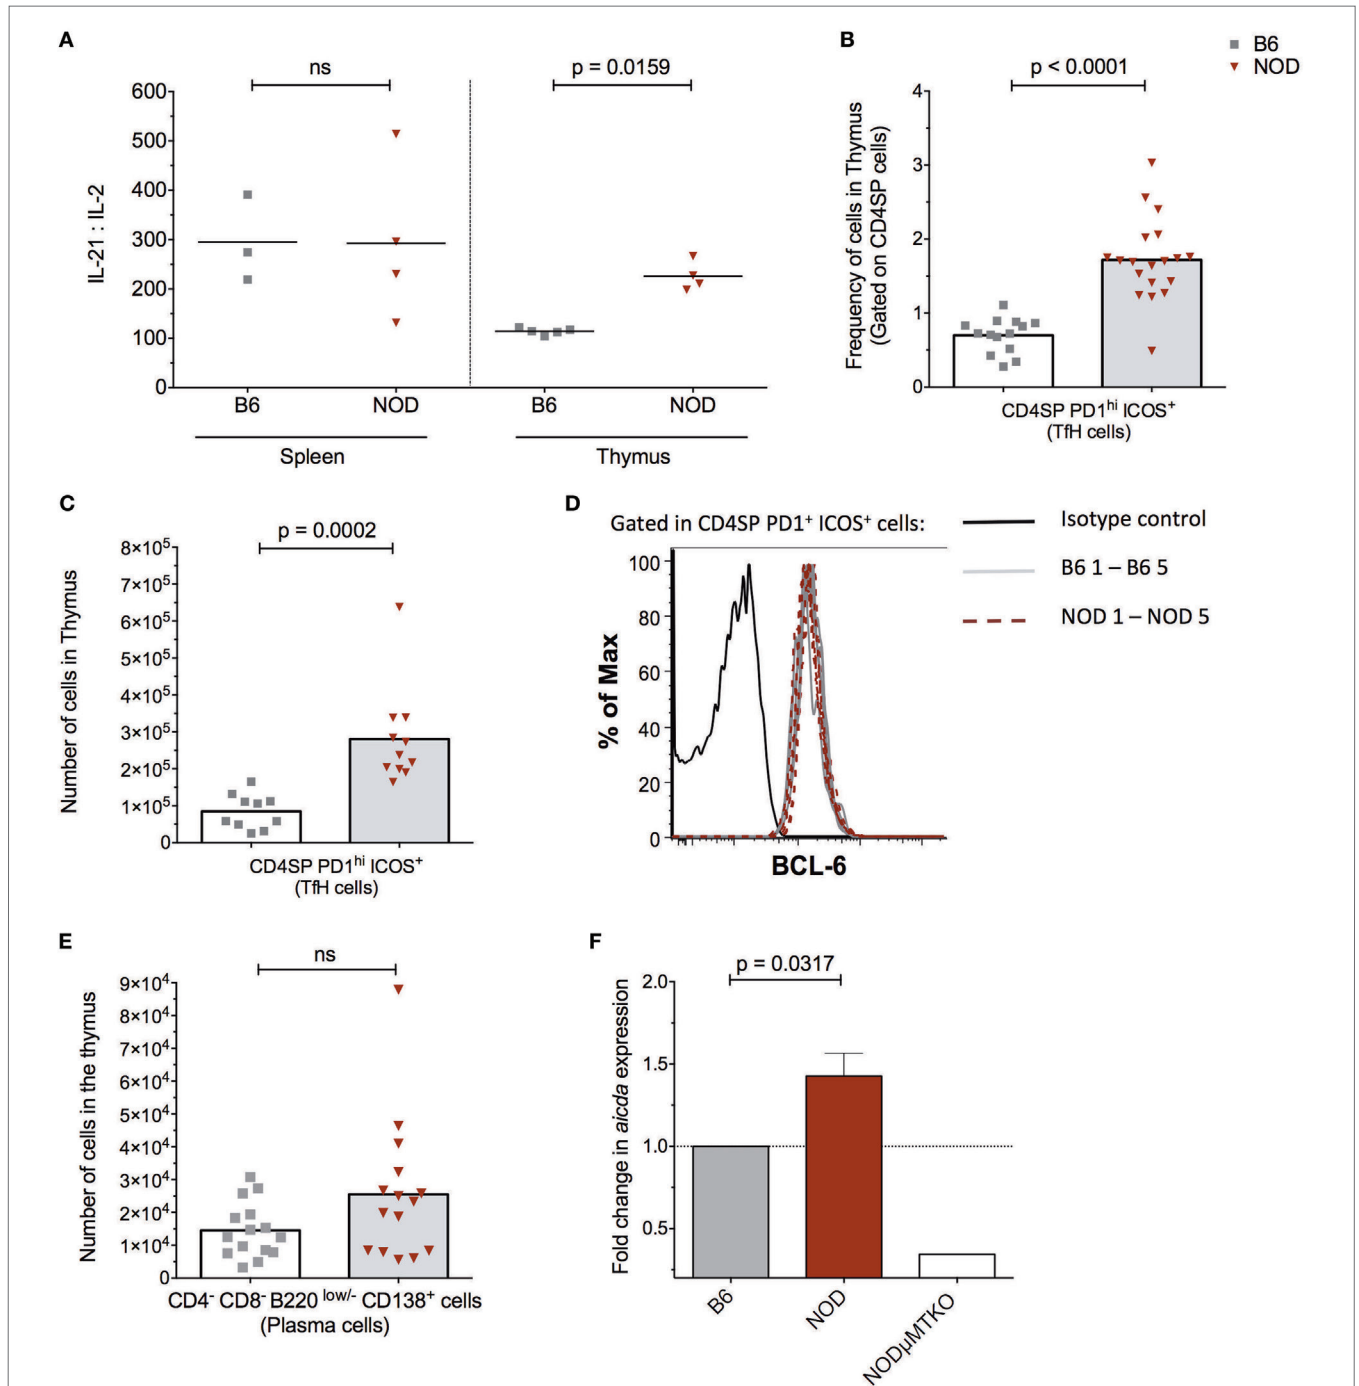 A
ns
p = 0.0159
600
500
400
300
200
100
0
IL-21 : IL-2
B6
NOD
B6
NOD
Spleen
Thymus
B
B6
NOD
p < 0.0001
4
3
2
1
0
Frequency of cells in Thymus
(Gated on CD4SP cells)
CD4SP PD1hi ICOS+
(TfH cells)
C
p = 0.0002
8×10⁵
7×10⁵
6×10⁵
5×10⁵
4×10⁵
3×10⁵
2×10⁵
1×10⁵
0
Number of cells in Thymus
CD4SP PD1hi ICOS+
(TfH cells)
D
Gated in CD4SP PD1+ ICOS+ cells:
Isotype control
B6 1 – B6 5
NOD 1 – NOD 5
100
80
60
40
20
0
% of Max
BCL-6
E
ns
9×10⁴
8×10⁴
7×10⁴
6×10⁴
5×10⁴
4×10⁴
3×10⁴
2×10⁴
1×10⁴
0
Number of cells in the thymus
CD4- CD8- B220 low/- CD138+ cells
(Plasma cells)
F
p = 0.0317
2.0
1.5
1.0
0.5
Fold change in aicda expression
B6
NOD
NODµMTKO